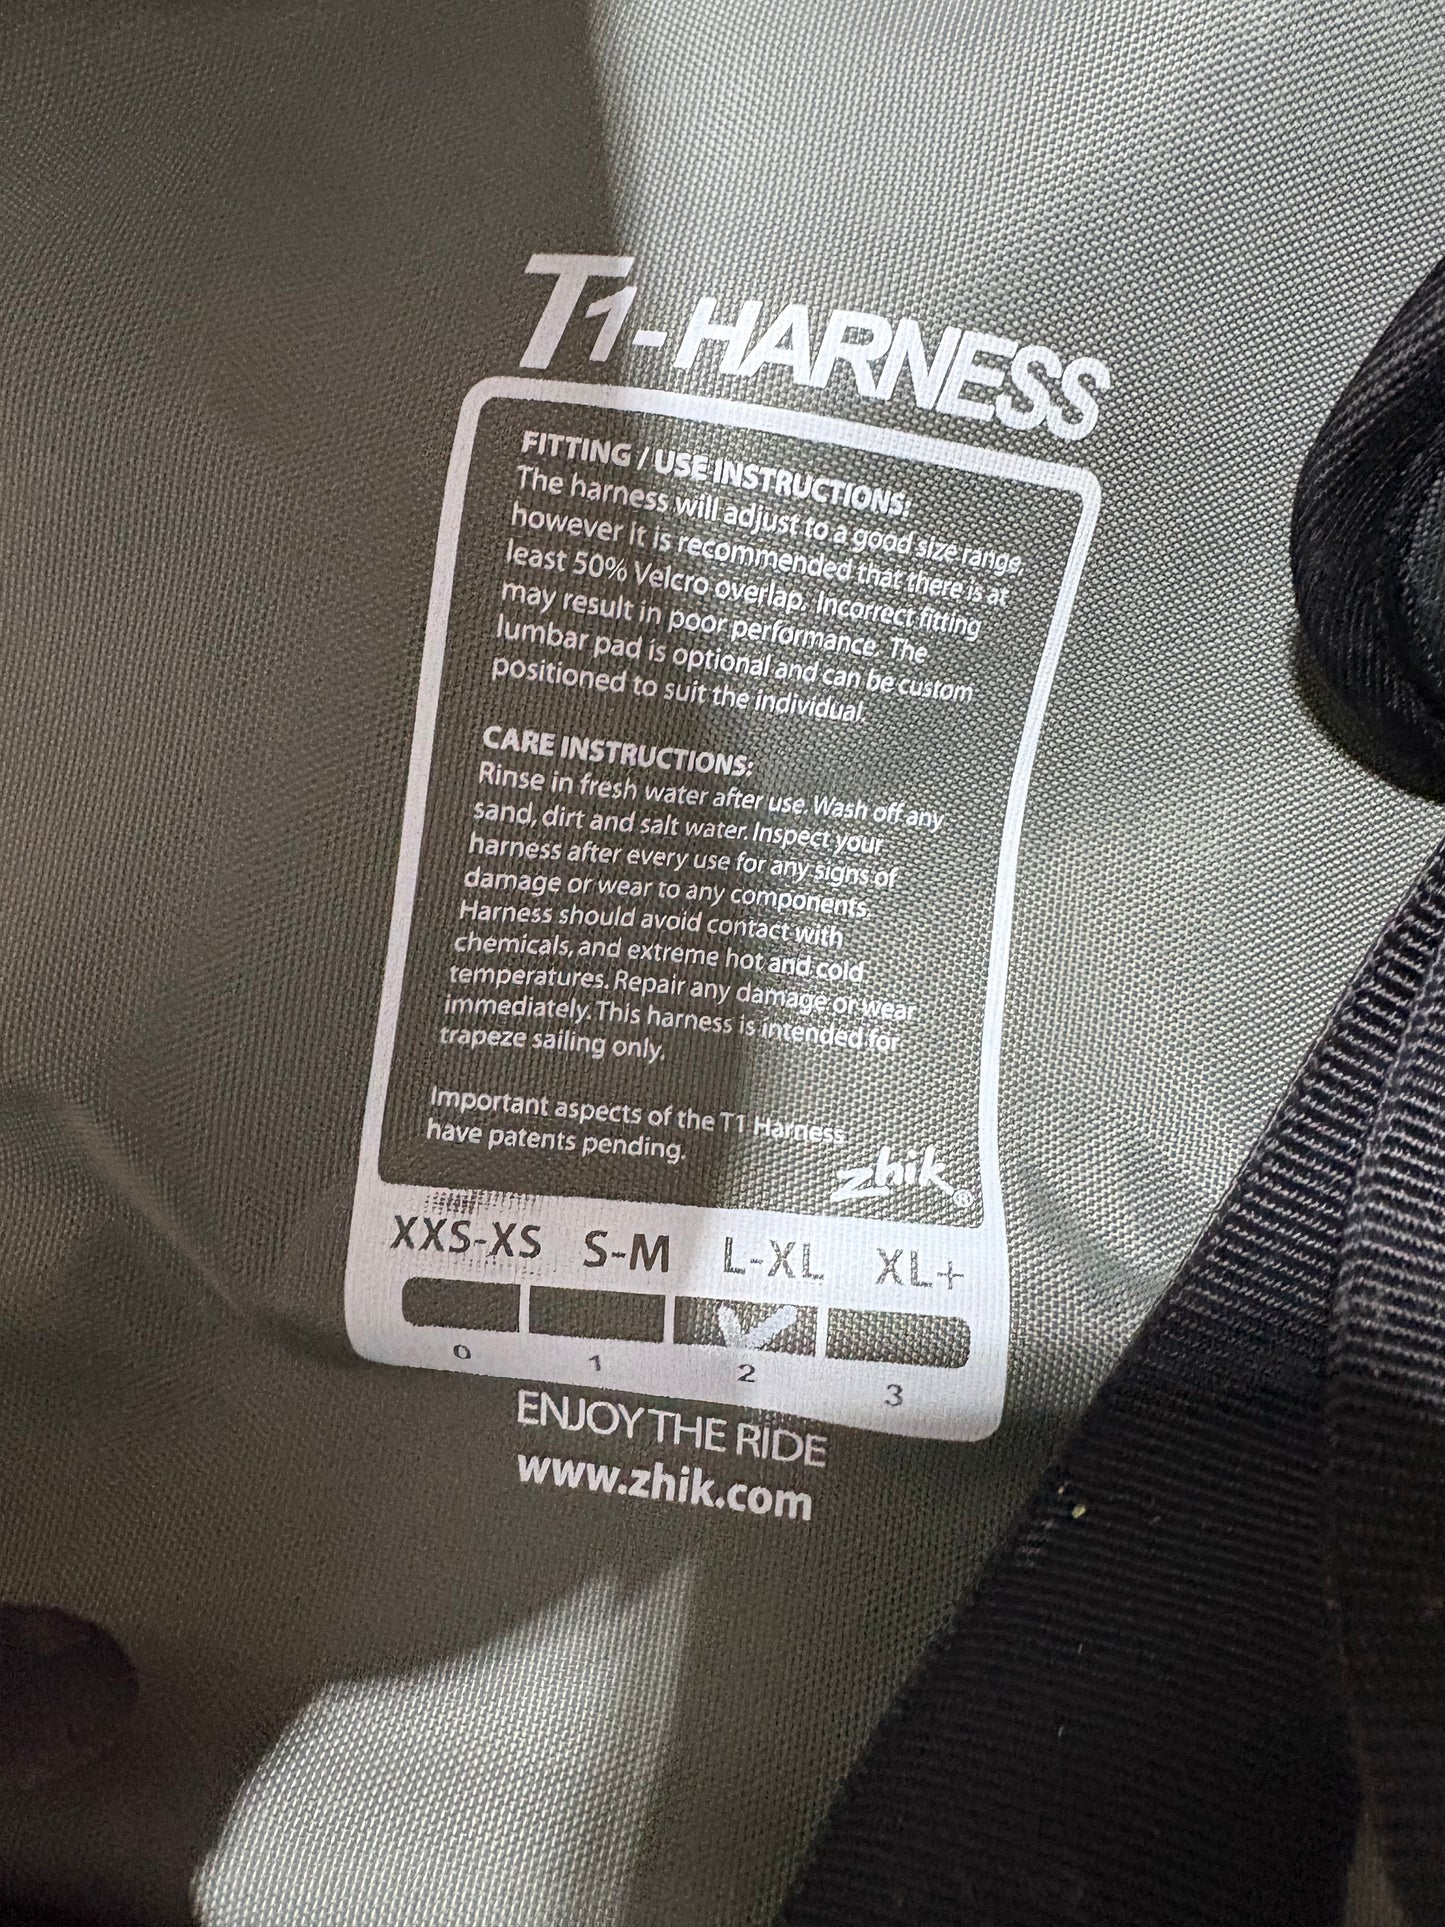 T1-HARNESS
FITTING / USE INSTRUCTIONS:
The harness will adjust to a good size range,
however it is recommended that there is at
least 50% Velcro overlap. Incorrect fitting
may result in poor performance. The
lumbar pad is optional and can be custom
positioned to suit the individual.
CARE INSTRUCTIONS:
Rinse in fresh water after use. Wash off any
sand, dirt and salt water. Inspect your
harness after every use for any signs of
damage or wear to any components.
Harness should avoid contact with
chemicals, and extreme hot and cold
temperatures. Repair any damage or wear
immediately. This harness is intended for
trapeze sailing only.
Important aspects of the T1 Harness
have patents pending.
zhik®
XXS-XS S-M L-XL XL+
0 1 2 3
ENJOY THE RIDE
www.zhik.com